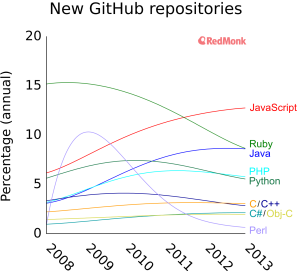 New GitHub repositories
RedMonk
Percentage (annual)
20
15
10
5
0
JavaScript
Ruby
Java
PHP
Python
C/C++
C#/Obj-C
Perl
2008 2009 2010 2011 2012 2013